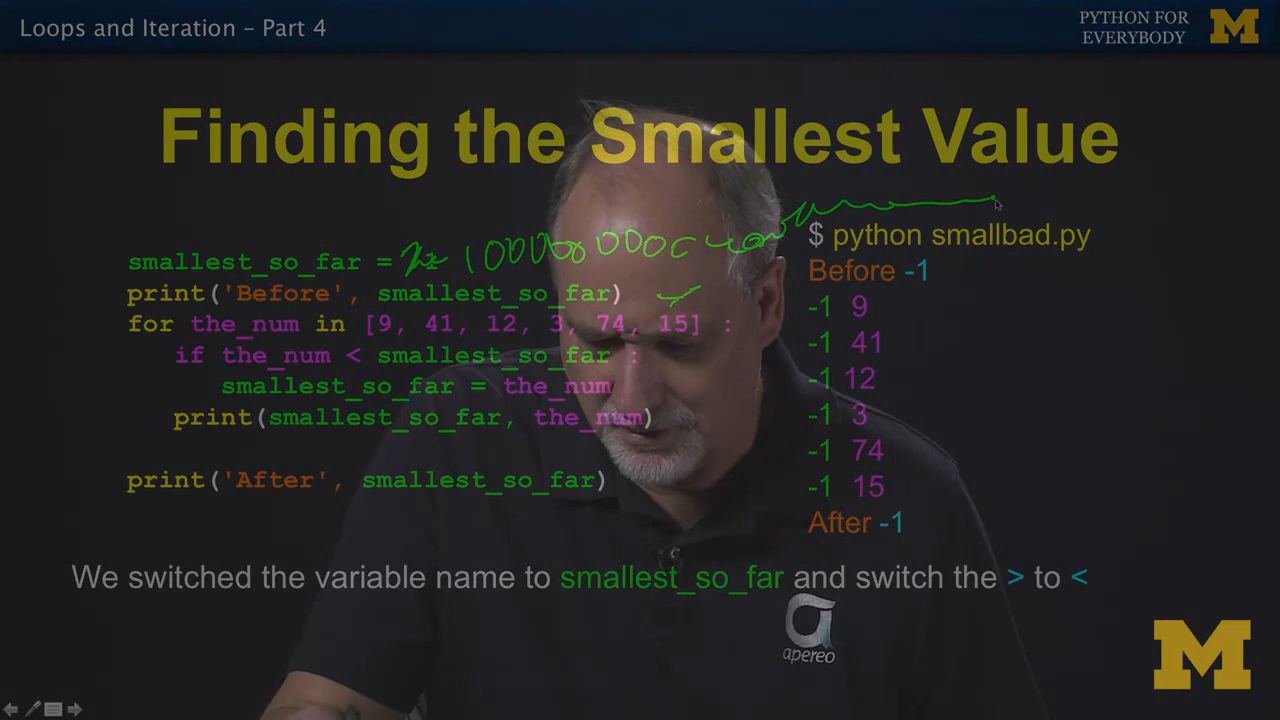 Loops and Iteration – Part 4
PYTHON FOR
EVERYBODY
M
Finding the Smallest Value
smallest_so_far =
print('Before', smallest_so_far)
for the_num in [9, 41, 12, 3, 74, 15] :
if the_num < smallest_so_far :
smallest_so_far = the_num
print(smallest_so_far, the_num)
print('After', smallest_so_far)
$ python smallbad.py
Before -1
-1 9
-1 41
-1 12
-1 3
-1 74
-1 15
After -1
We switched the variable name to smallest_so_far and switch the > to <
apereo
M